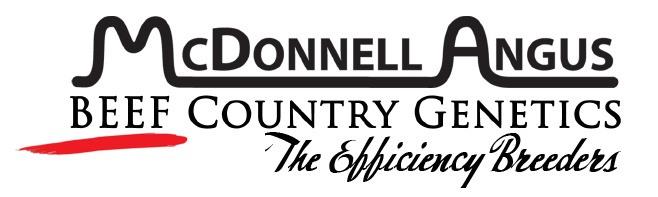 McDonnell Angus
BEEF Country Genetics
The Efficiency Breeders